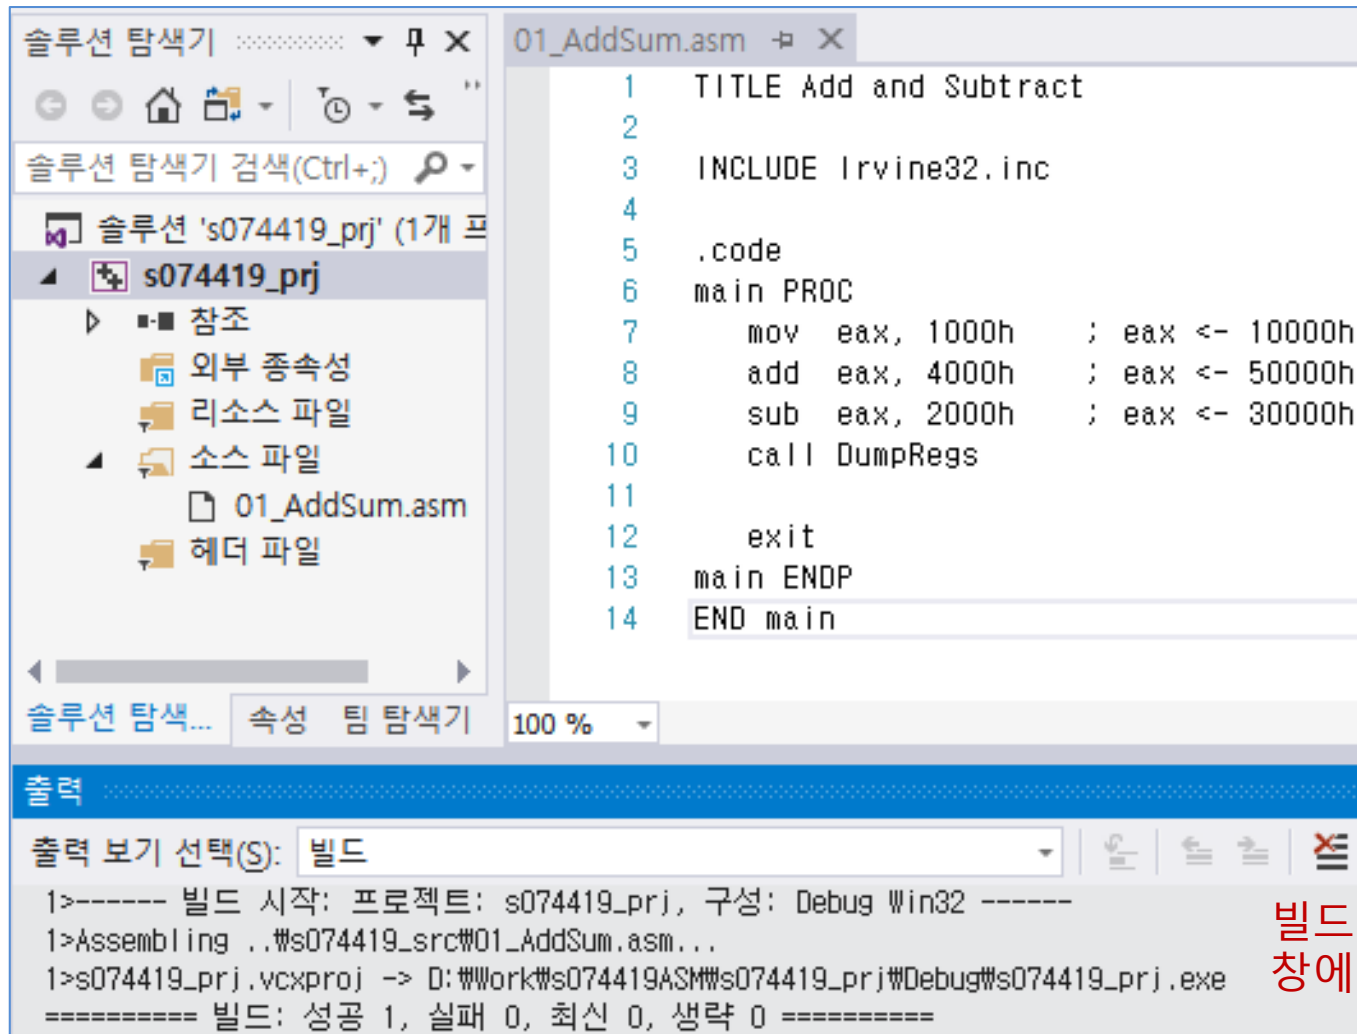 솔루션 탐색기
솔루션 탐색기 검색(Ctrl+;)
솔루션 's074419_prj' (1개 프
s074419_prj
참조
외부 종속성
리소스 파일
소스 파일
01_AddSum.asm
헤더 파일
솔루션 탐색... 속성 팀 탐색기
01_AddSum.asm
1 TITLE Add and Subtract
2
3 INCLUDE Irvine32.inc
4
5 .code
6 main PROC
7 mov eax, 1000h ; eax <- 10000h
8 add eax, 4000h ; eax <- 50000h
9 sub eax, 2000h ; eax <- 30000h
10 call DumpRegs
11
12 exit
13 main ENDP
14 END main
100 %
출력
출력 보기 선택(S): 빌드
1>------ 빌드 시작: 프로젝트: s074419_prj, 구성: Debug Win32 ------
1>Assembling ..₩s074419_src₩01_AddSum.asm...
1>s074419_prj.vcxproj -> D:₩Work₩s074419ASM₩s074419_prj₩Debug₩s074419_prj.exe
========== 빌드: 성공 1, 실패 0, 최신 0, 생략 0 ==========
빌드
창에